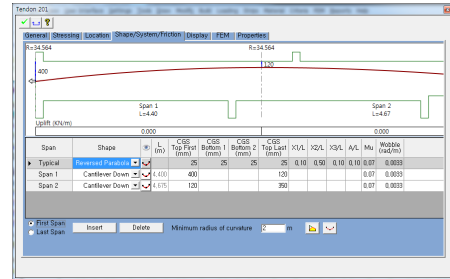 Tendon 201
General Stressing Location Shape/System/Friction Display FEM Properties
R=34.564 R=34.564
400 120
Span 1 Span 2
L=4.40 L=4.67
Uplift (KN/m)
0.000 0.000
Span Shape L (m) CGS Top First (mm) CGS Bottom 1 (mm) CGS Bottom 2 (mm) CGS Top Last (mm) X1/L X2/L X3/L A/L Mu Wobble (rad/m)
Typical Reversed Parabola 25 25 25 25 0.10 0.50 0.10 0.10 0.07 0.0033
Span 1 Cantilever Down 4.400 400 120 0.07 0.0033
Span 2 Cantilever Down 4.675 120 350 0.07 0.0033
First Span
Last Span
Insert Delete Minimum radius of curvature 2 m